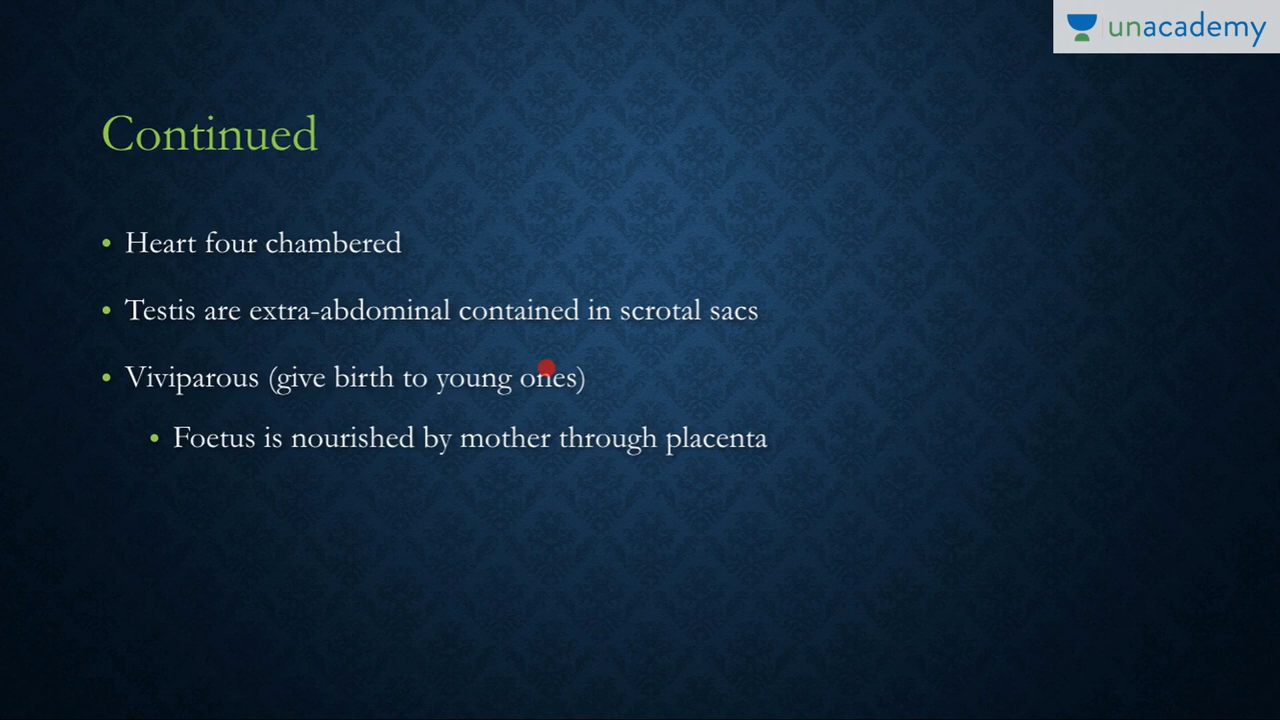 unacademy
Continued
• Heart four chambered
• Testis are extra-abdominal contained in scrotal sacs
• Viviparous (give birth to young ones)
• Foetus is nourished by mother through placenta